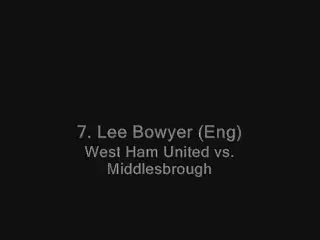 7. Lee Bowyer (Eng)
West Ham United vs.
Middlesbrough